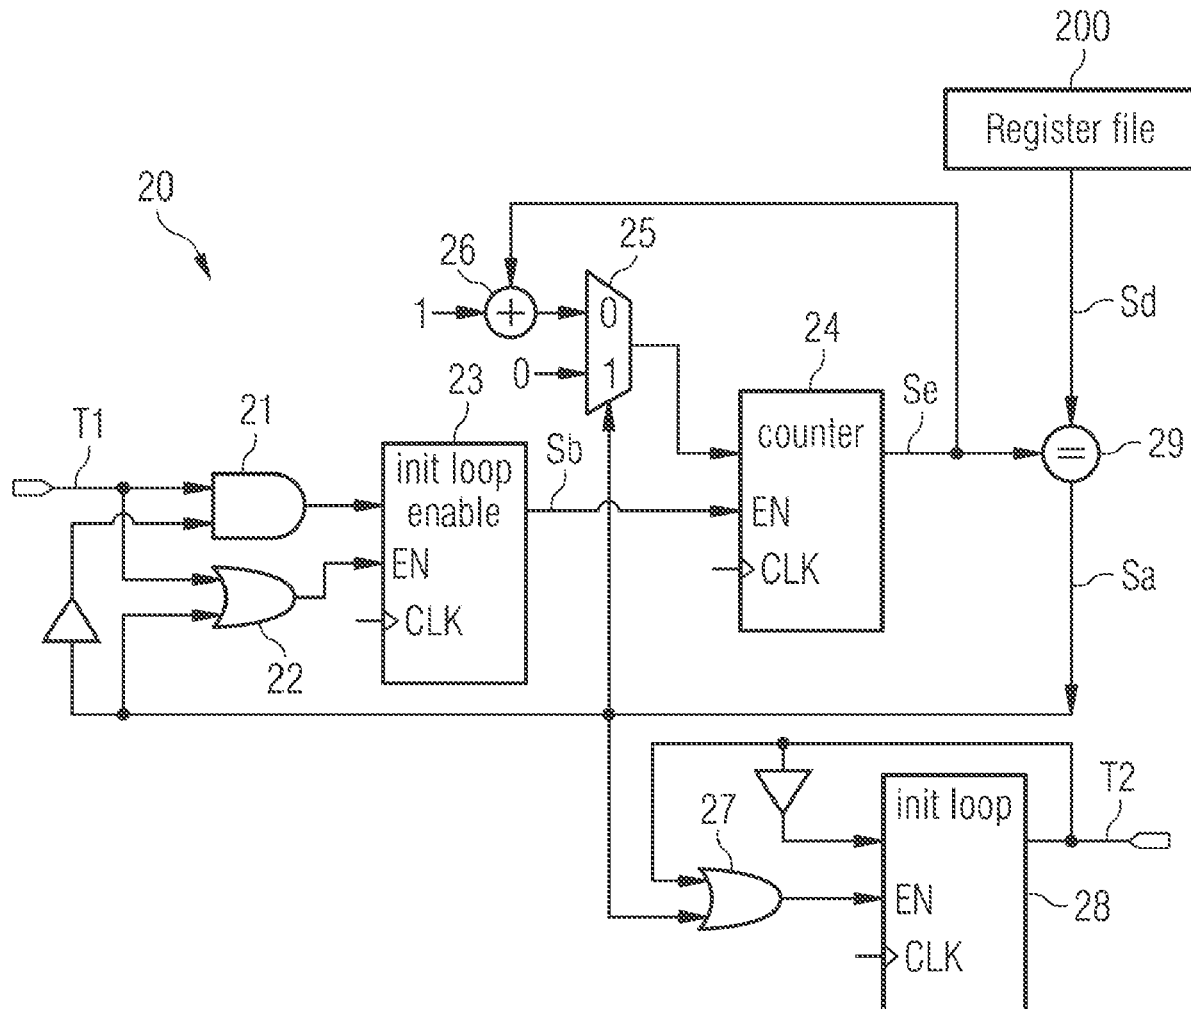 200
Register file
20
26
25
1
+
0
0
1
Sd
24
23
Se
T1
21
counter
=
29
init loop
enable
Sb
EN
EN
CLK
Sa
CLK
22
T2
27
init loop
EN
28
CLK